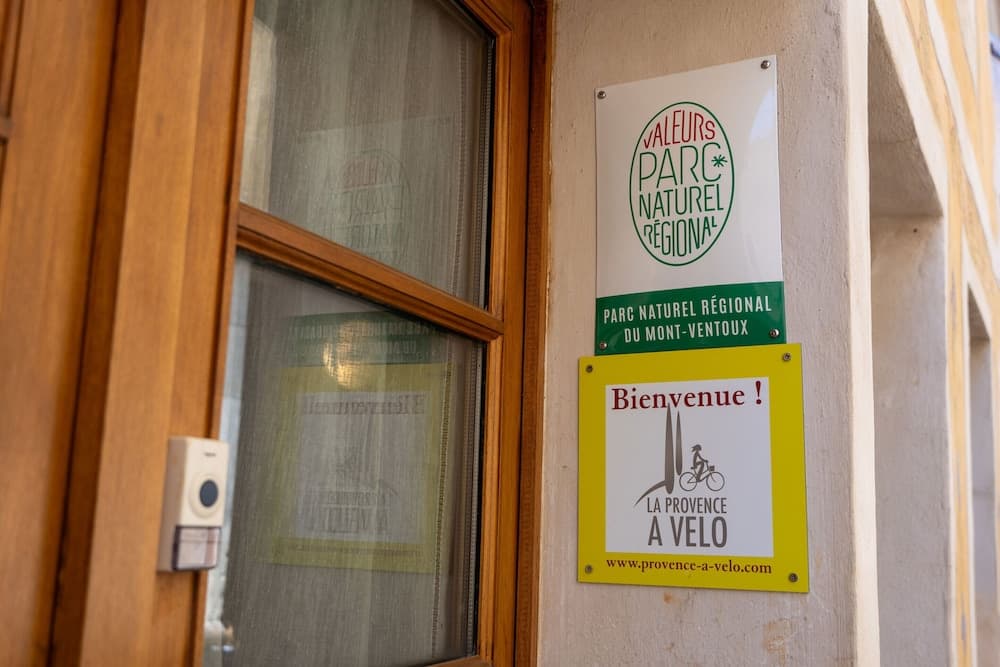 VALEURS
PARC*
NATUREL
RÉGIONAL
PARC NATUREL RÉGIONAL
DU MONT-VENTOUX
Bienvenue !
LA PROVENCE
A VELO
www.provence-a-velo.com